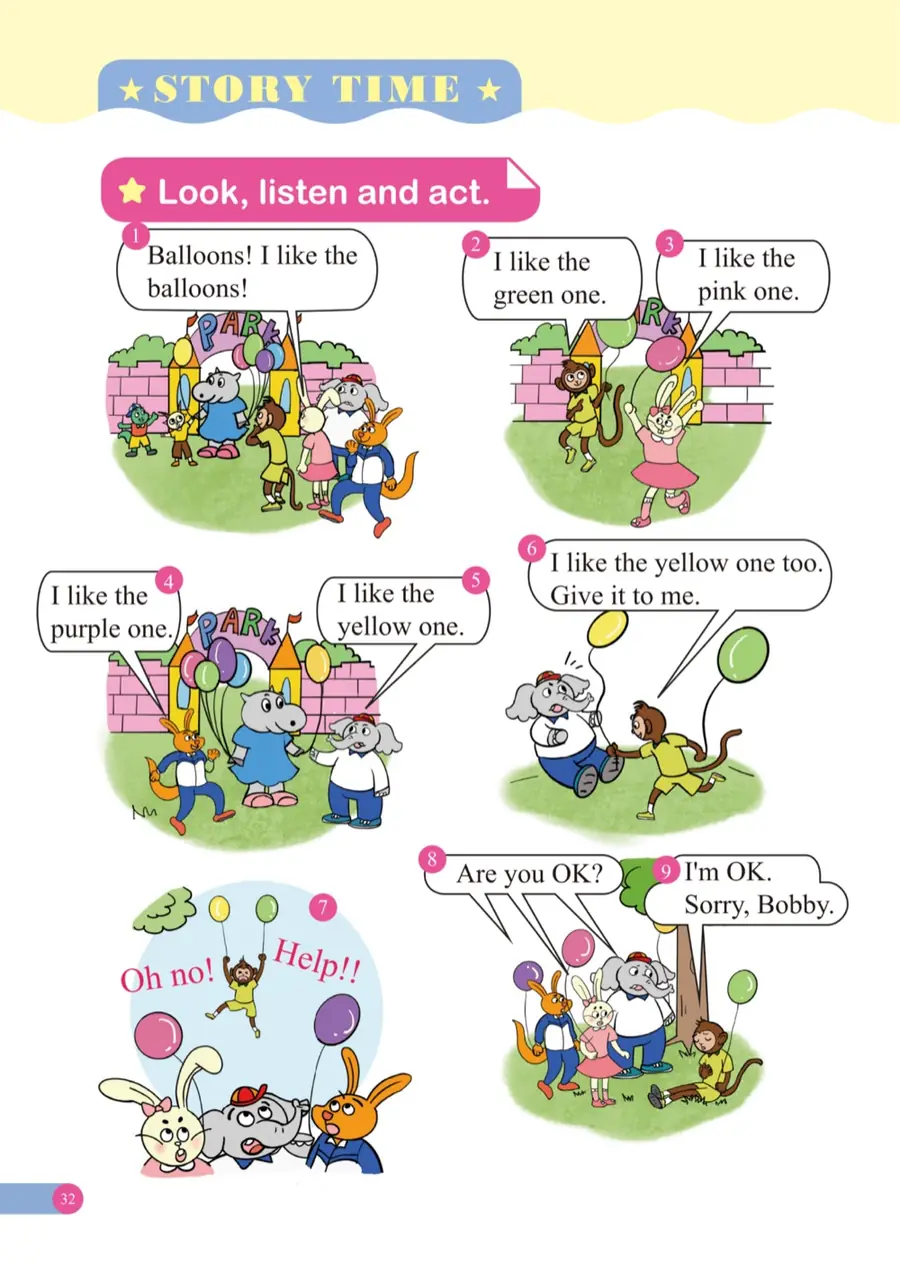 STORY TIME
Look, listen and act.
1
Balloons! I like the
balloons!
PARK
2
I like the
green one.
3
I like the
pink one.
PARK
4
I like the
purple one.
5
I like the
yellow one.
PARK
6
I like the yellow one too.
Give it to me.
7
Oh no!
Help!!
8
Are you OK?
9
I'm OK.
Sorry, Bobby.
32